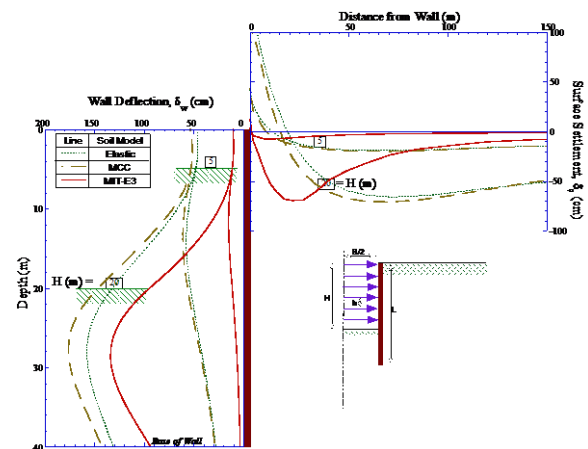 Distance from Wall (m)
0 50 100 150
100
50
0
-50
-100
Surface Settlement, δg (cm)
Wall Deflection, δw (cm)
200 150 100 50 0
0
10
20
30
40
Depth (m)
Line Soil Model
Elastic
MCC
MIT-E3
5
H (m) = 20
Base of Wall
5
20 = H (m)
B/2
H
h
L